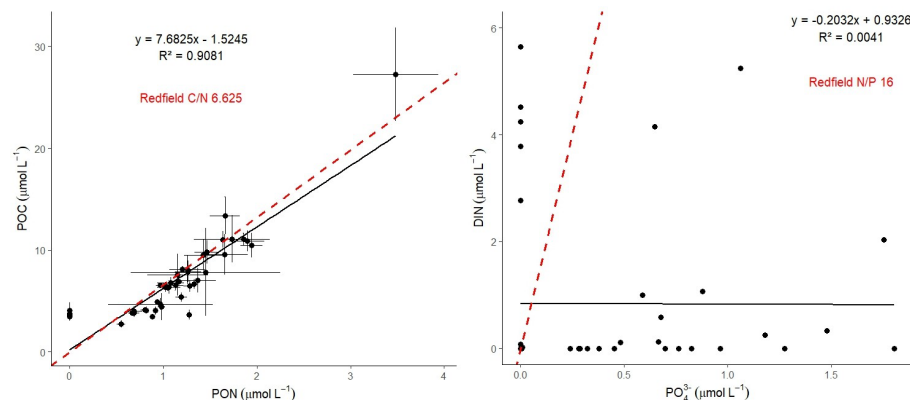 y = 7.6825x - 1.5245
R² = 0.9081
Redfield C/N 6.625
POC (μmol L⁻¹)
30
20
10
0
0
1
2
3
4
PON (μmol L⁻¹)
y = -0.2032x + 0.9326
R² = 0.0041
Redfield N/P 16
DIN (μmol L⁻¹)
6
4
2
0
0.0
0.5
1.0
1.5
PO₄³⁻ (μmol L⁻¹)